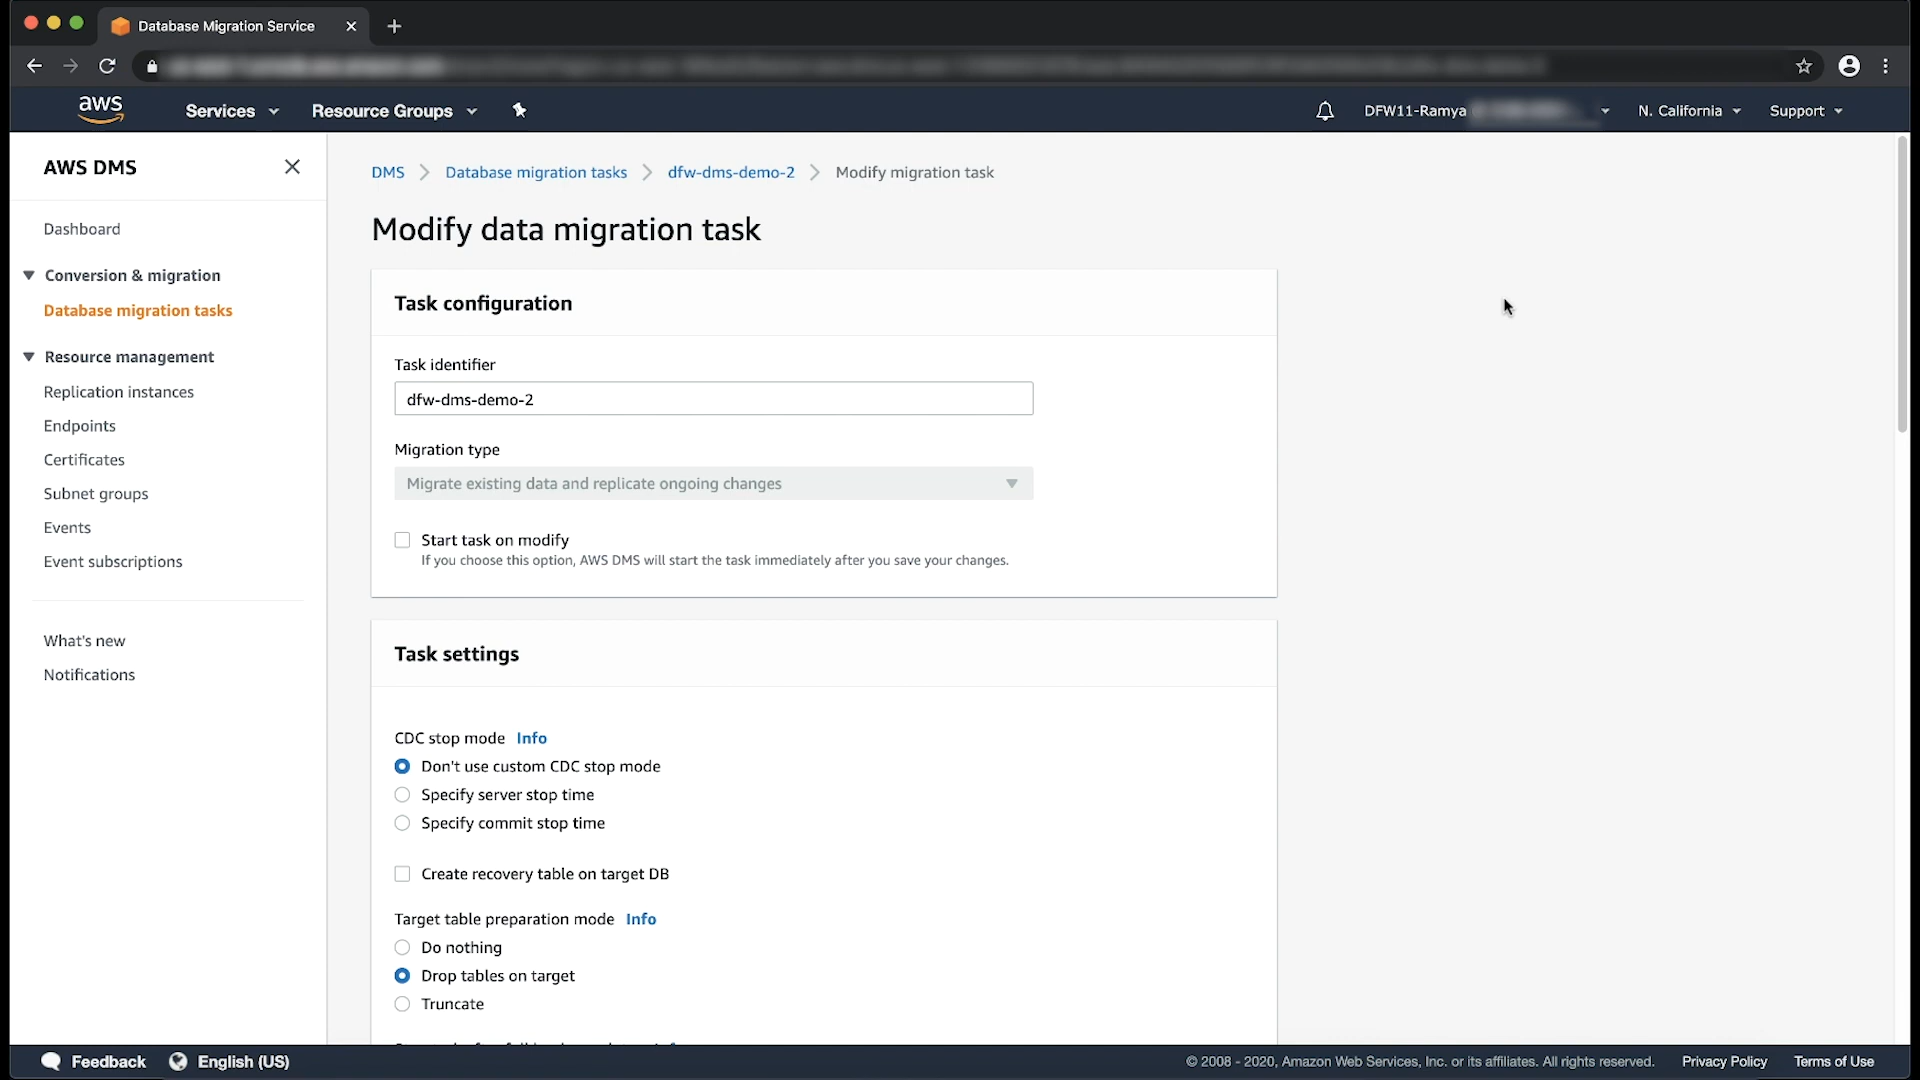 Database Migration Service
aws
Services
Resource Groups
DFW11-Ramya
N. California
Support
AWS DMS
Dashboard
Conversion & migration
Database migration tasks
Resource management
Replication instances
Endpoints
Certificates
Subnet groups
Events
Event subscriptions
What's new
Notifications
DMS
Database migration tasks
dfw-dms-demo-2
Modify migration task
Modify data migration task
Task configuration
Task identifier
dfw-dms-demo-2
Migration type
Migrate existing data and replicate ongoing changes
Start task on modify
If you choose this option, AWS DMS will start the task immediately after you save your changes.
Task settings
CDC stop mode Info
Don't use custom CDC stop mode
Specify server stop time
Specify commit stop time
Create recovery table on target DB
Target table preparation mode Info
Do nothing
Drop tables on target
Truncate
Feedback
English (US)
© 2008 - 2020, Amazon Web Services, Inc. or its affiliates. All rights reserved.
Privacy Policy
Terms of Use